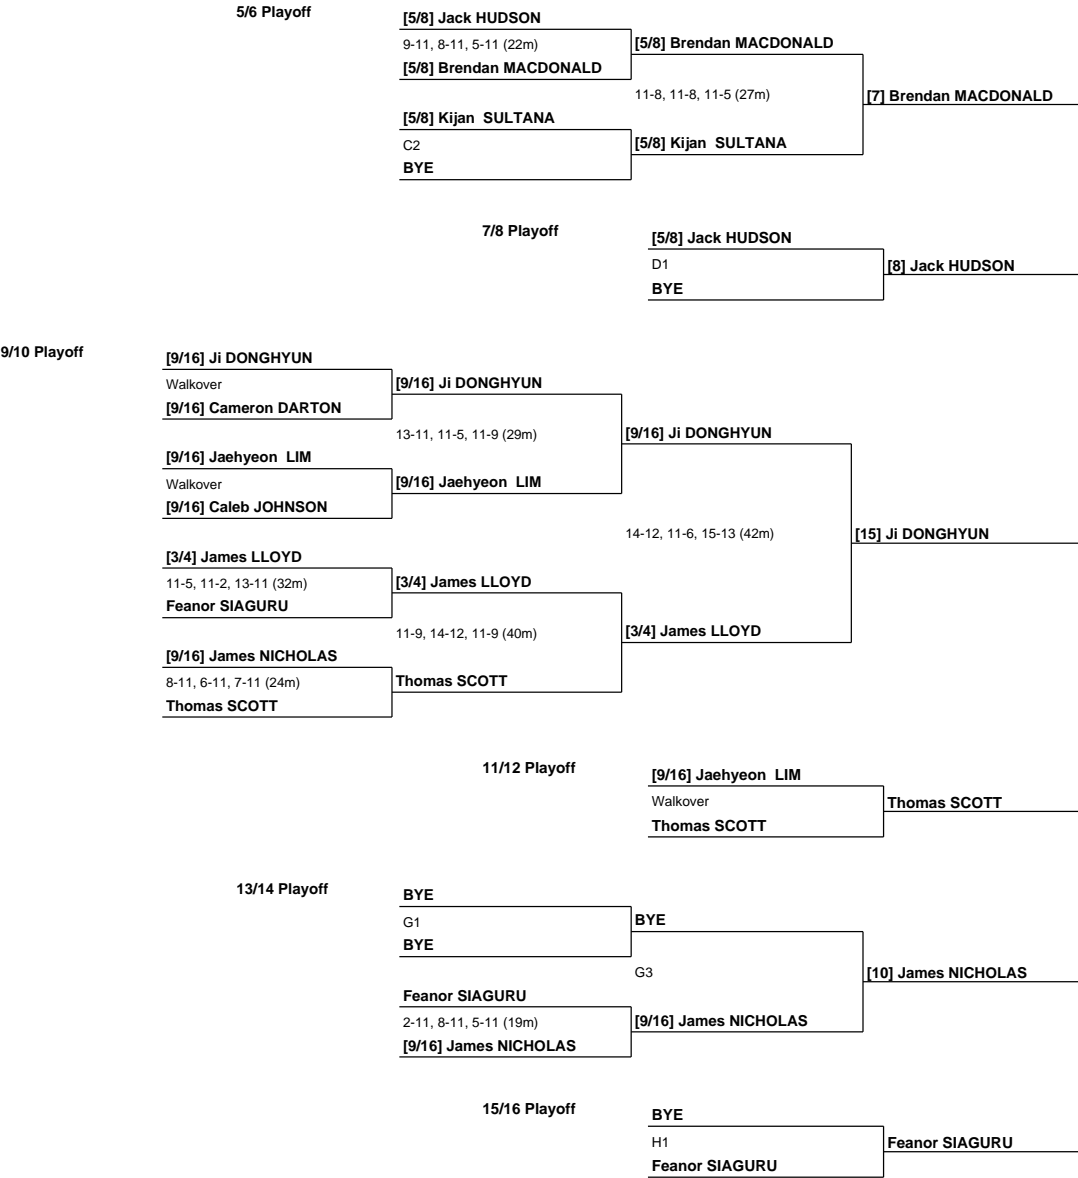 5/6 Playoff
[5/8] Jack HUDSON
9-11, 8-11, 5-11 (22m)
[5/8] Brendan MACDONALD
[5/8] Brendan MACDONALD
11-8, 11-8, 11-5 (27m)
[7] Brendan MACDONALD
[5/8] Kijan  SULTANA
C2
BYE
[5/8] Kijan  SULTANA
7/8 Playoff
[5/8] Jack HUDSON
D1
BYE
[8] Jack HUDSON
9/10 Playoff
[9/16] Ji DONGHYUN
Walkover
[9/16] Cameron DARTON
[9/16] Ji DONGHYUN
13-11, 11-5, 11-9 (29m)
[9/16] Ji DONGHYUN
[9/16] Jaehyeon  LIM
Walkover
[9/16] Caleb JOHNSON
[9/16] Jaehyeon  LIM
14-12, 11-6, 15-13 (42m)
[15] Ji DONGHYUN
[3/4] James LLOYD
11-5, 11-2, 13-11 (32m)
Feanor SIAGURU
[3/4] James LLOYD
11-9, 14-12, 11-9 (40m)
[3/4] James LLOYD
[9/16] James NICHOLAS
8-11, 6-11, 7-11 (24m)
Thomas SCOTT
Thomas SCOTT
11/12 Playoff
[9/16] Jaehyeon  LIM
Walkover
Thomas SCOTT
Thomas SCOTT
13/14 Playoff
BYE
G1
BYE
BYE
G3
[10] James NICHOLAS
Feanor SIAGURU
2-11, 8-11, 5-11 (19m)
[9/16] James NICHOLAS
[9/16] James NICHOLAS
15/16 Playoff
BYE
H1
Feanor SIAGURU
Feanor SIAGURU